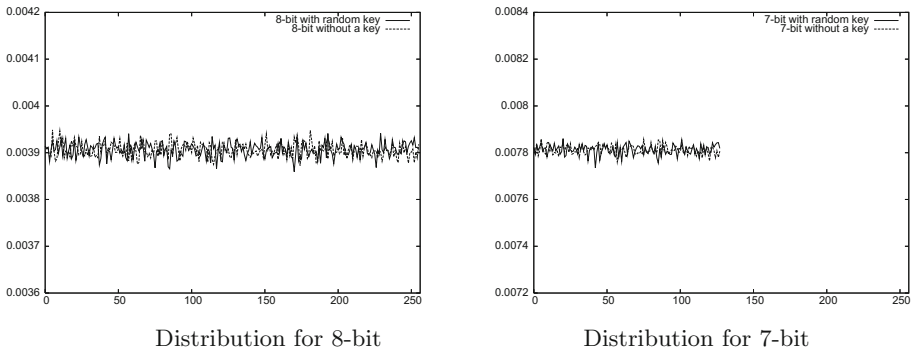 0.0042
8-bit with random key
8-bit without a key
0.0041
0.004
0.0039
0.0038
0.0037
0.0036
0 50 100 150 200 250
Distribution for 8-bit
0.0084
7-bit with random key
7-bit without a key
0.0082
0.008
0.0078
0.0076
0.0074
0.0072
0 50 100 150 200 250
Distribution for 7-bit